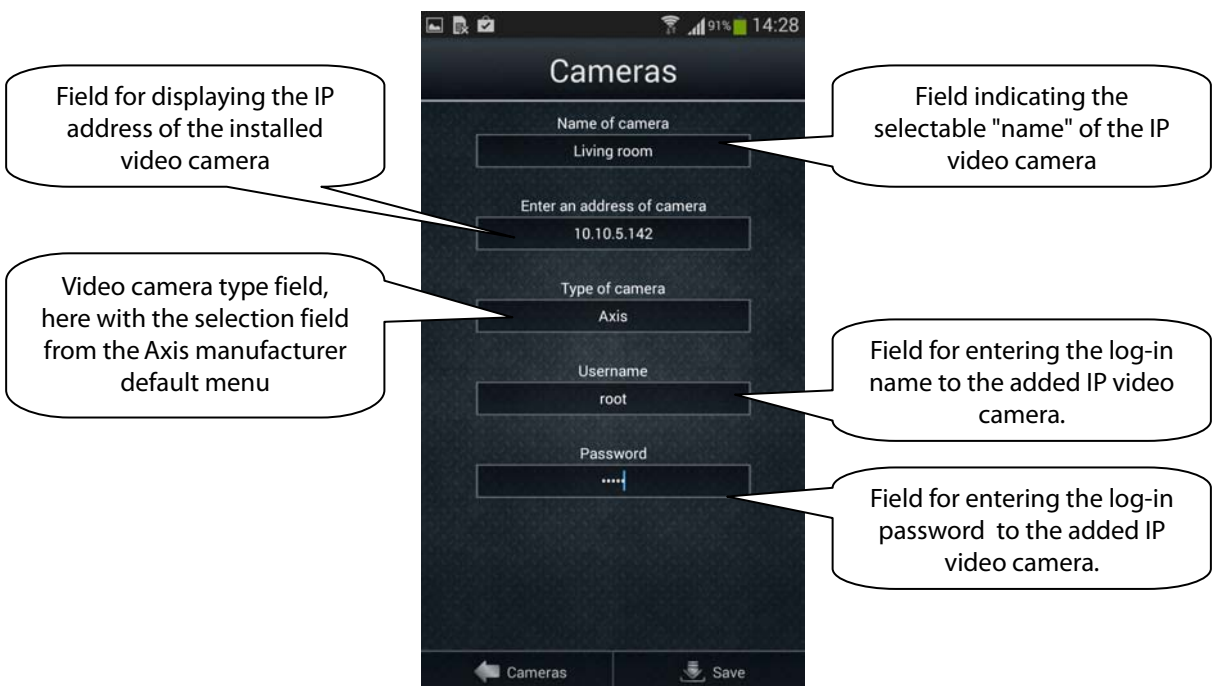 91% 14:28
Cameras
Field for displaying the IP
address of the installed
video camera
Name of camera
Living room
Field indicating the
selectable "name" of the IP
video camera
Enter an address of camera
10.10.5.142
Video camera type field,
here with the selection field
from the Axis manufacturer
default menu
Type of camera
Axis
Username
root
Field for entering the log-in
name to the added IP video
camera.
Password
•••••
Field for entering the log-in
password to the added IP
video camera.
Cameras
Save